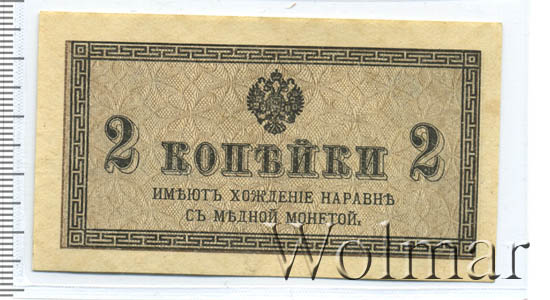 2 КОПѢЙКИ 2
ИМѢЮТЪ ХОЖДЕНІЕ НАРАВНѢ
СЪ МѢДНОЙ МОНЕТОЙ.
Wolmar